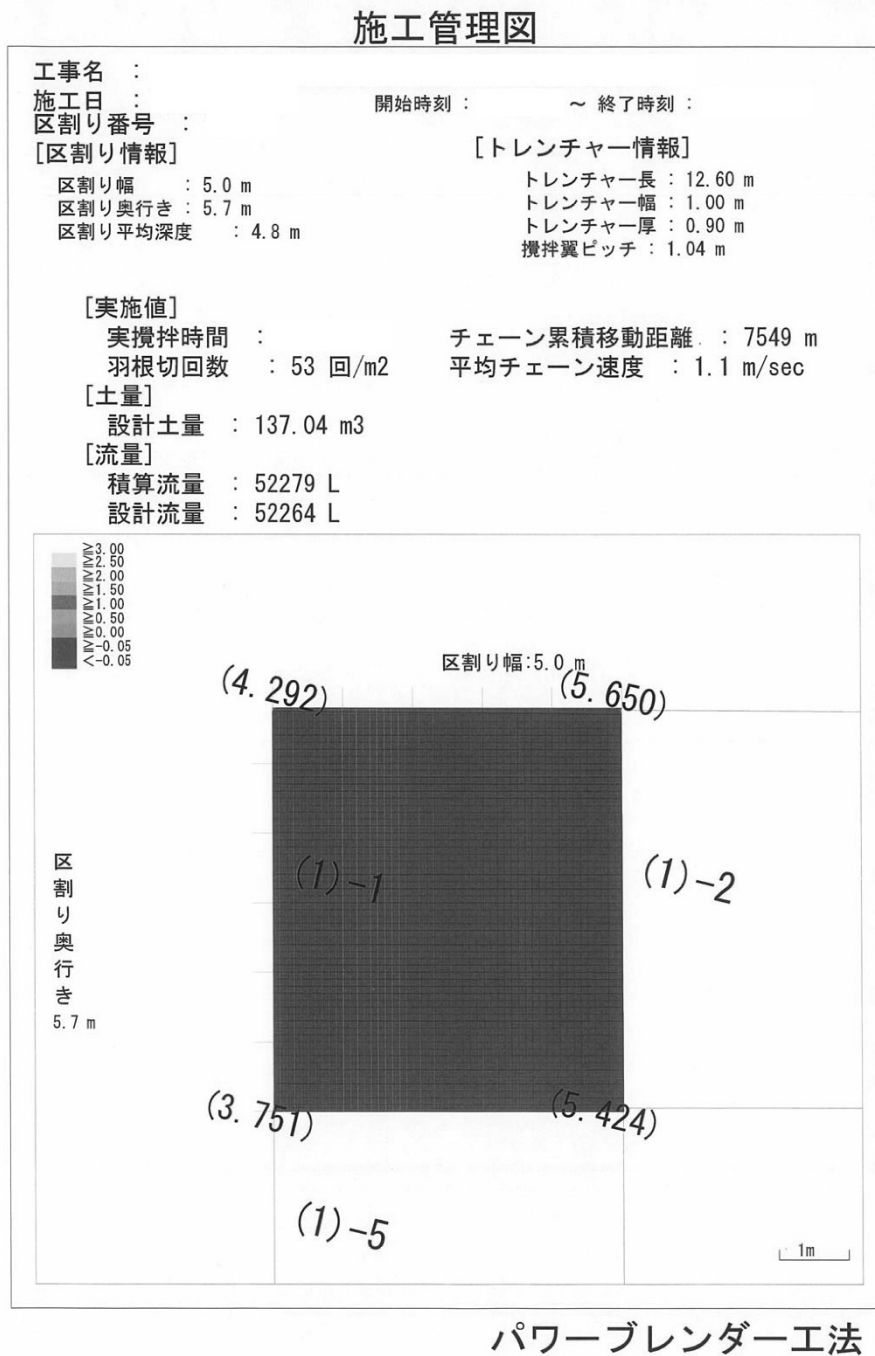 施工管理図
工事名 :
施工日 : 開始時刻 : ~ 終了時刻 :
区割り番号 :
[区割り情報] [トレンチャー情報]
区割り幅 : 5.0 m トレンチャー長 : 12.60 m
区割り奥行き : 5.7 m トレンチャー幅 : 1.00 m
区割り平均深度 : 4.8 m トレンチャー厚 : 0.90 m
攪拌翼ピッチ : 1.04 m
[実施値]
実攪拌時間 : チェーン累積移動距離 : 7549 m
羽根切回数 : 53 回/m2 平均チェーン速度 : 1.1 m/sec
[土量]
設計土量 : 137.04 m3
[流量]
積算流量 : 52279 L
設計流量 : 52264 L
≧3.00
≧2.50
≧2.00
≧1.50
≧1.00
≧0.50
≧0.00
≧-0.05
<-0.05
区割り幅:5.0 m
(4.292) (5.650)
(1)-1 (1)-2
区割り奥行き
5.7 m
(3.751) (5.424)
(1)-5
1m
パワーブレンダー工法